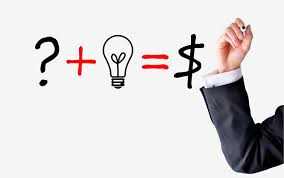 ? + = $